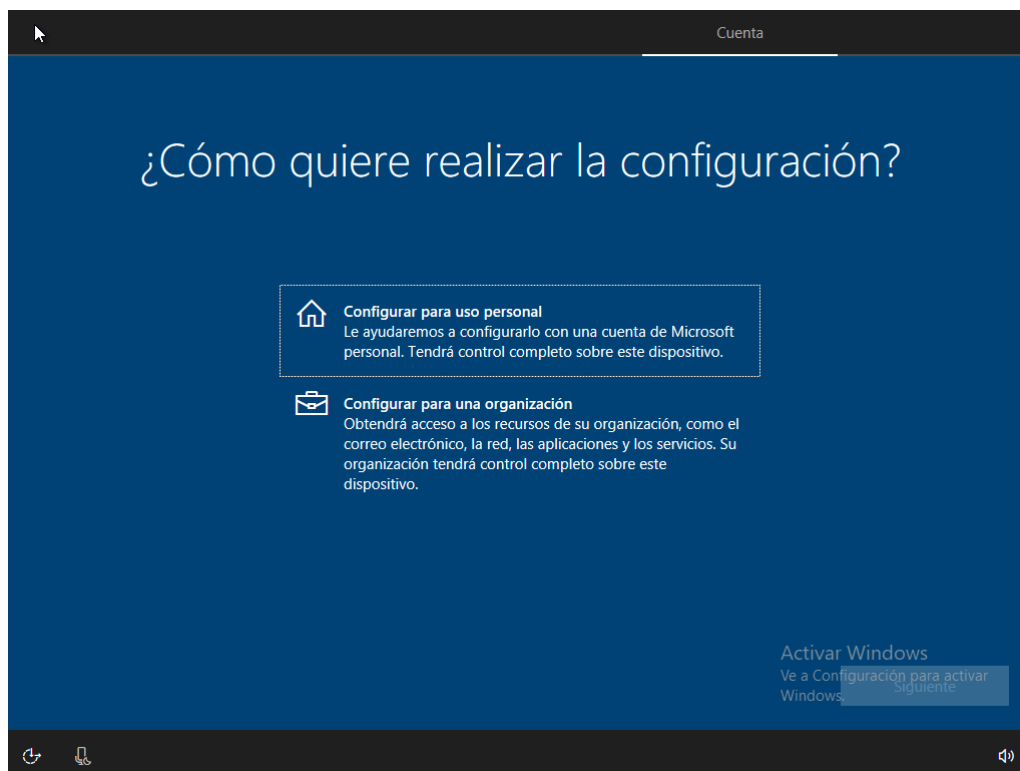 Cuenta
¿Cómo quiere realizar la configuración?
Configurar para uso personal
Le ayudaremos a configurarlo con una cuenta de Microsoft
personal. Tendrá control completo sobre este dispositivo.
Configurar para una organización
Obtendrá acceso a los recursos de su organización, como el
correo electrónico, la red, las aplicaciones y los servicios. Su
organización tendrá control completo sobre este
dispositivo.
Activar Windows
Ve a Configuración para activar
Windows.
Siguiente